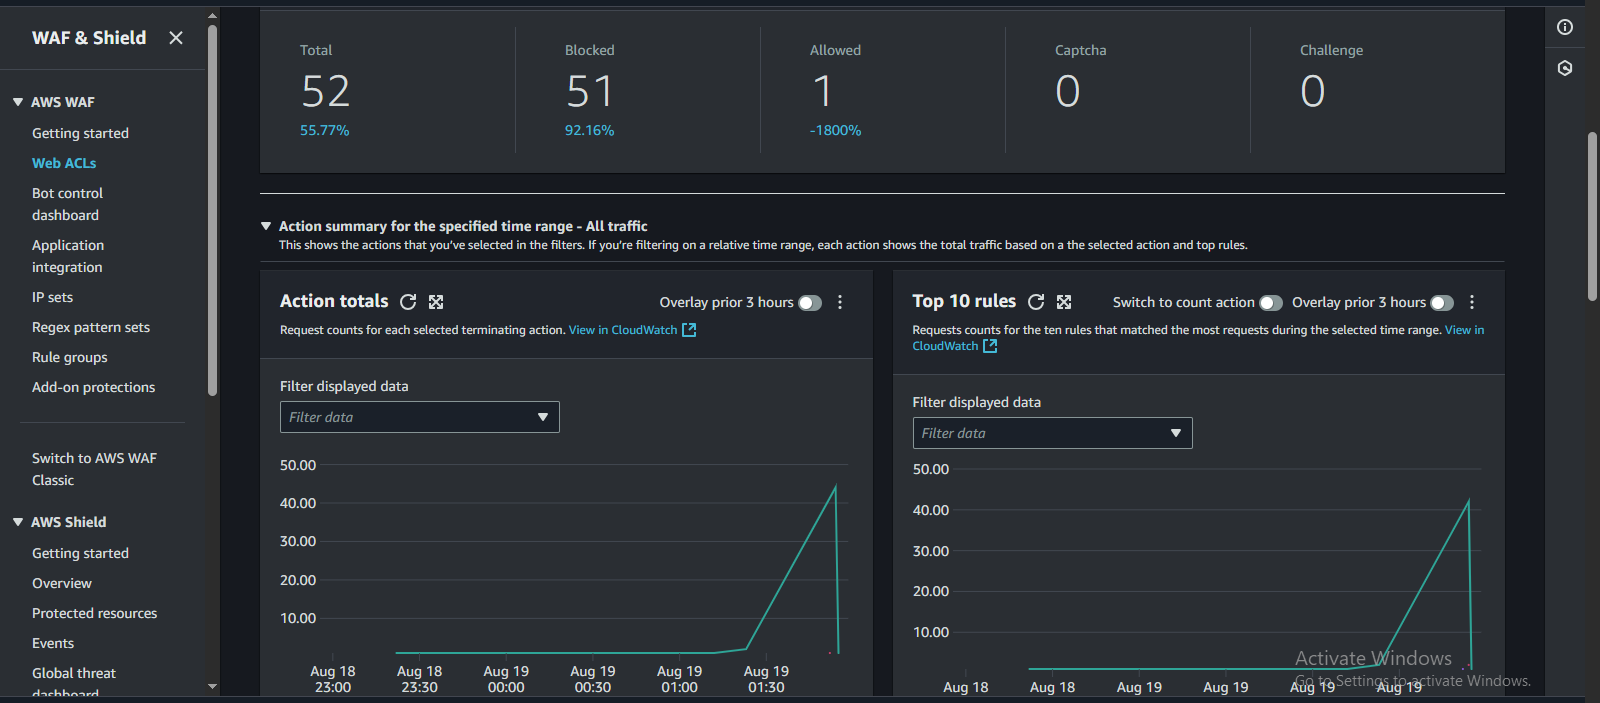 WAF & Shield
AWS WAF
Getting started
Web ACLs
Bot control
dashboard
Application
integration
IP sets
Regex pattern sets
Rule groups
Add-on protections
Switch to AWS WAF
Classic
AWS Shield
Getting started
Overview
Protected resources
Events
Global threat
dashboard
Total
52
55.77%
Blocked
51
92.16%
Allowed
1
-1800%
Captcha
0
Challenge
0
Action summary for the specified time range - All traffic
This shows the actions that you've selected in the filters. If you're filtering on a relative time range, each action shows the total traffic based on a the selected action and top rules.
Action totals
Overlay prior 3 hours
Request counts for each selected terminating action. View in CloudWatch
Filter displayed data
Filter data
50.00
40.00
30.00
20.00
10.00
Aug 18
23:00
Aug 18
23:30
Aug 19
00:00
Aug 19
00:30
Aug 19
01:00
Aug 19
01:30
Top 10 rules
Switch to count action
Overlay prior 3 hours
Requests counts for the ten rules that matched the most requests during the selected time range. View in
CloudWatch
Filter displayed data
Filter data
50.00
40.00
30.00
20.00
10.00
Aug 18
Aug 18
Aug 19
Aug 19
Aug 19
Aug 19
Activate Windows
Go to Settings to activate Windows.